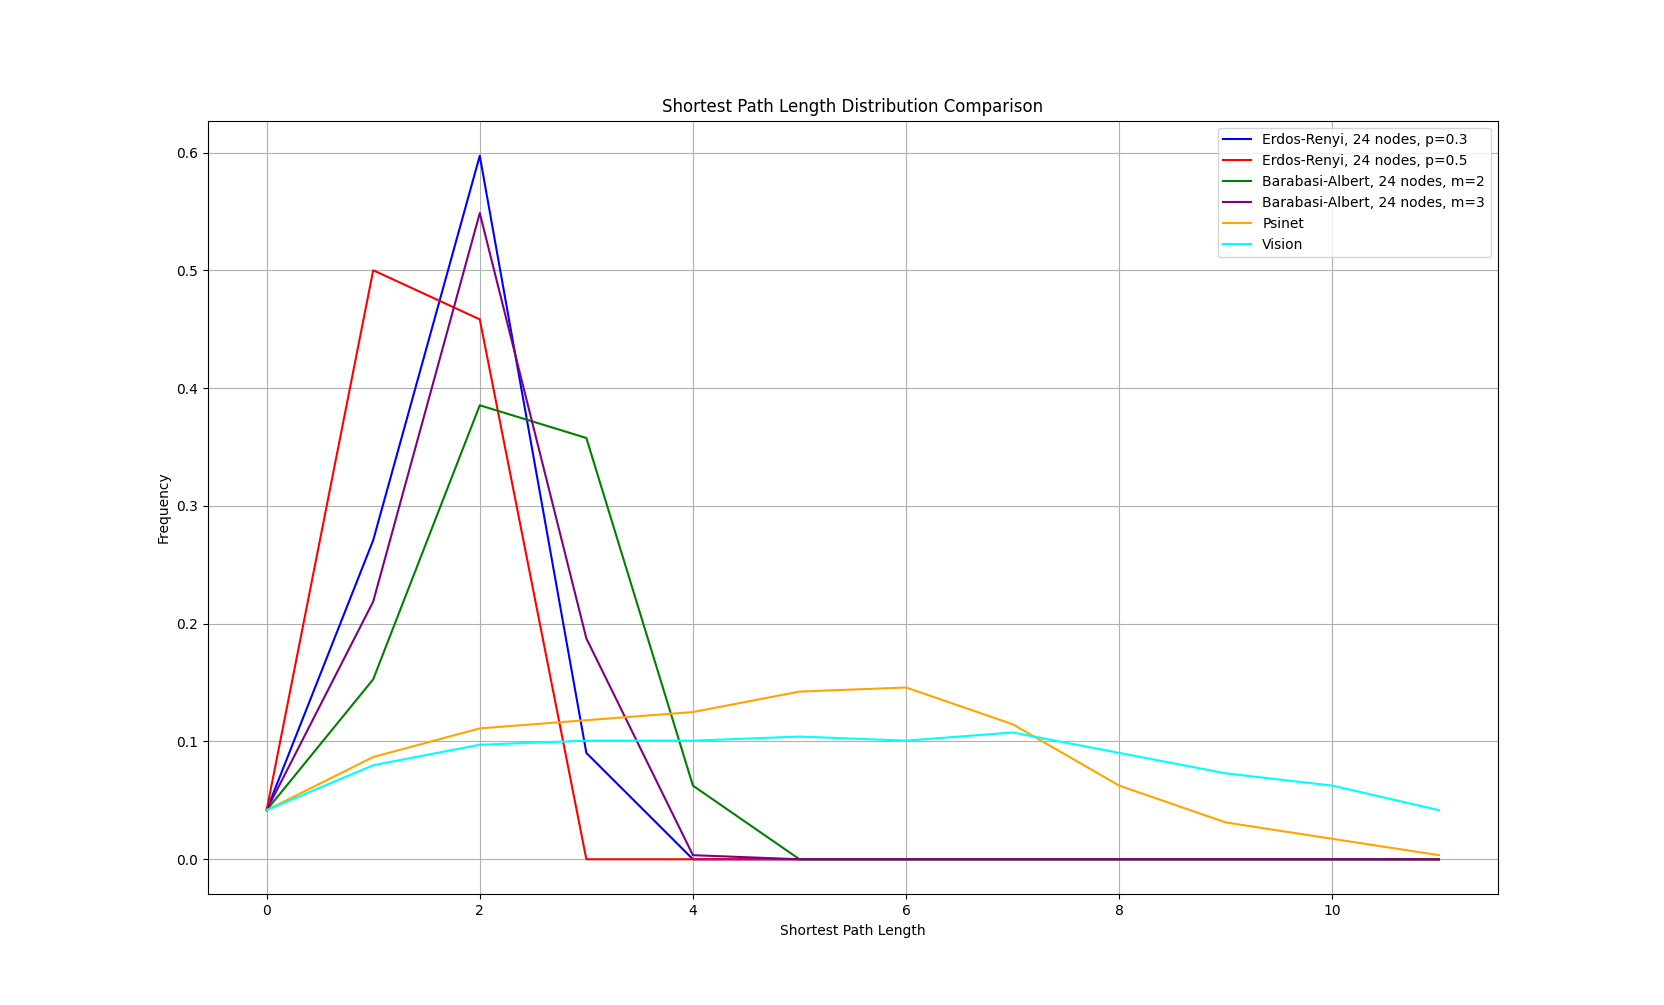 Shortest Path Length Distribution Comparison
Erdos-Renyi, 24 nodes, p=0.3
Erdos-Renyi, 24 nodes, p=0.5
Barabasi-Albert, 24 nodes, m=2
Barabasi-Albert, 24 nodes, m=3
Psinet
Vision
Frequency
0.6
0.5
0.4
0.3
0.2
0.1
0.0
0 2 4 6 8 10
Shortest Path Length